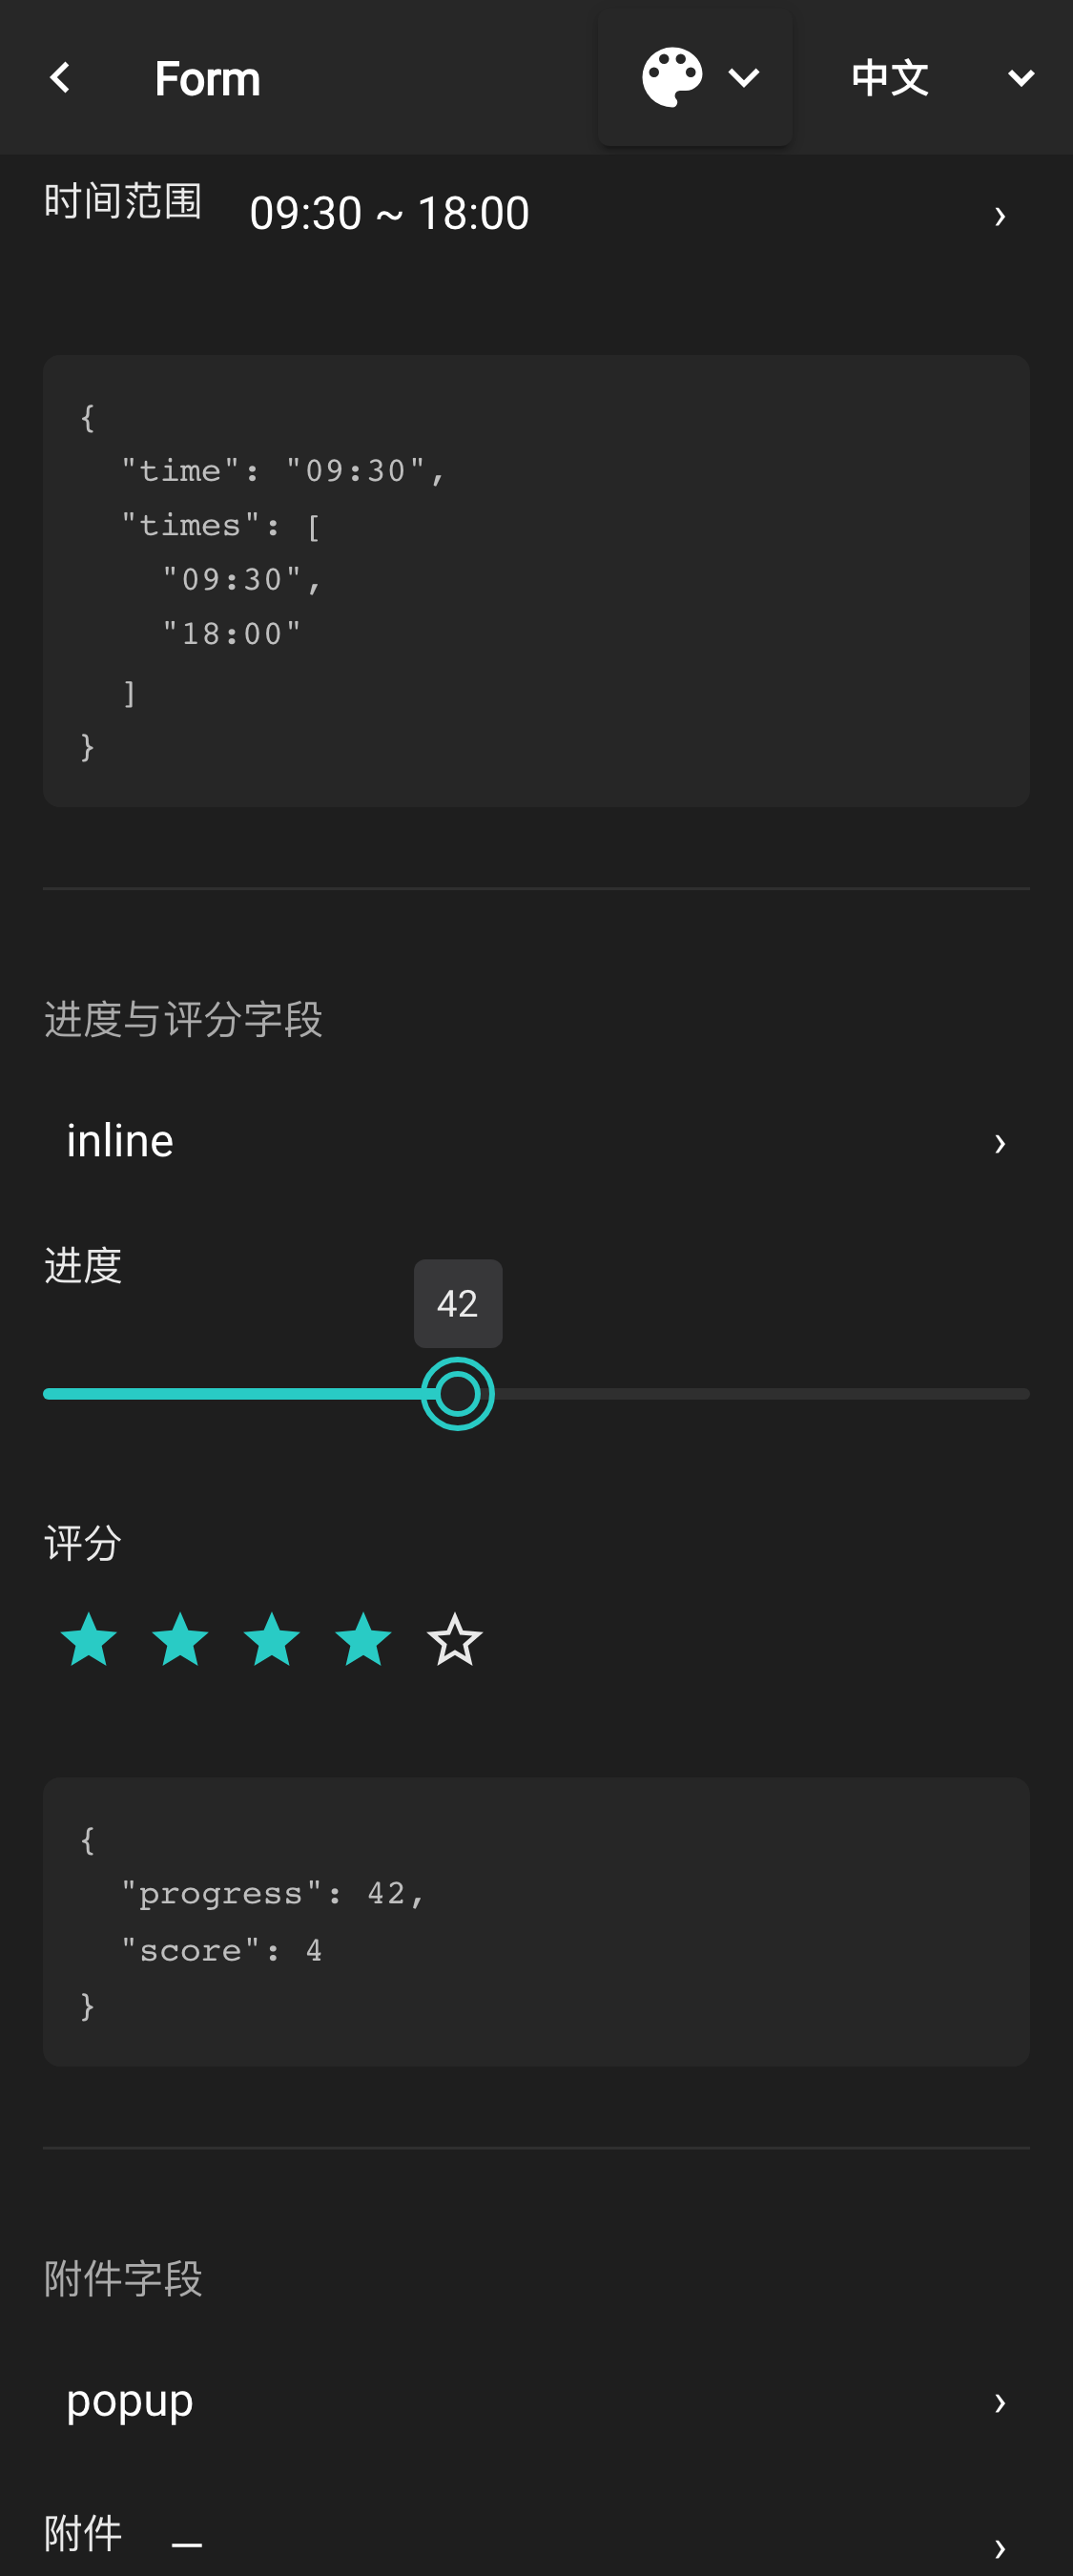 Form
中文
时间范围 09:30 ~ 18:00
{
"time": "09:30",
"times": [
"09:30",
"18:00"
]
}
进度与评分字段
inline
进度
42
评分
{
"progress": 42,
"score": 4
}
附件字段
popup
附件 —